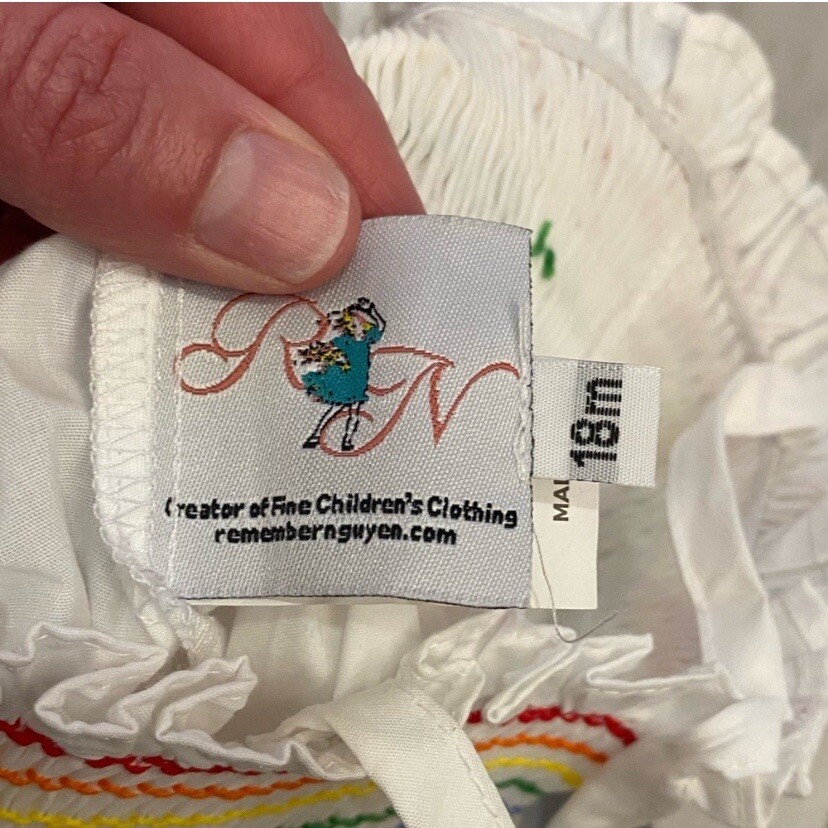 RN
18m
MA
Creator of Fine Children's Clothing
remembernguyen.com